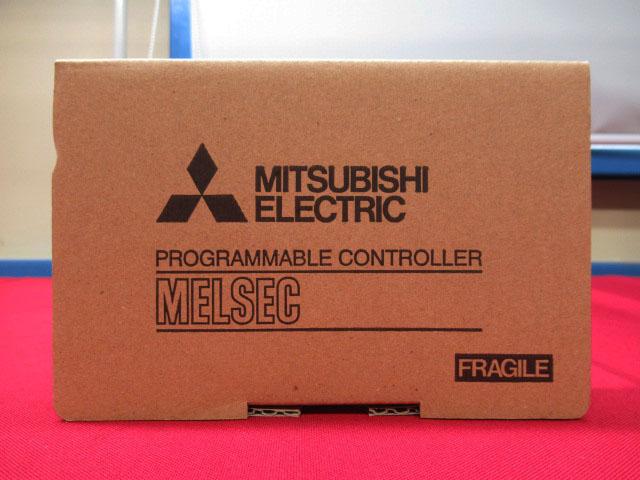 MITSUBISHI
ELECTRIC
PROGRAMMABLE CONTROLLER
MELSEC
FRAGILE